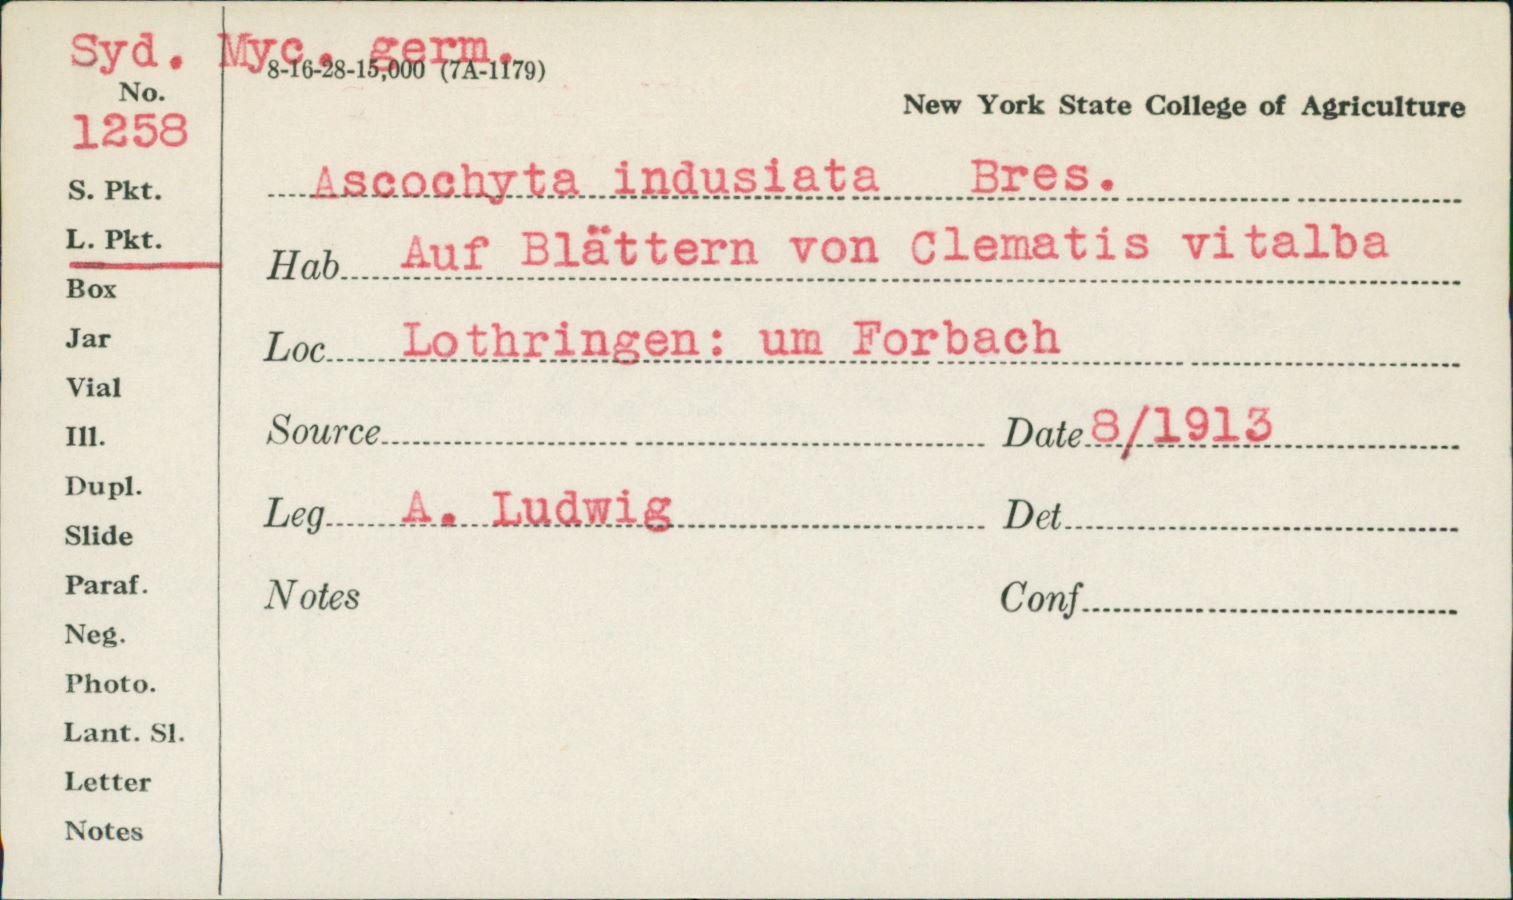 Syd. Myc. germ.
8-16-28-15,000 (7A-1179)
No.
1258
New York State College of Agriculture
S. Pkt.
Ascochyta indusiata Bres.
L. Pkt.
Hab. Auf Blättern von Clematis vitalba
Box
Jar
Loc. Lothringen: um Forbach
Vial
Ill.
Source
Date 8/1913
Dupl.
Slide
Leg. A. Ludwig
Det.
Paraf.
Notes
Conf.
Neg.
Photo.
Lant. Sl.
Letter
Notes